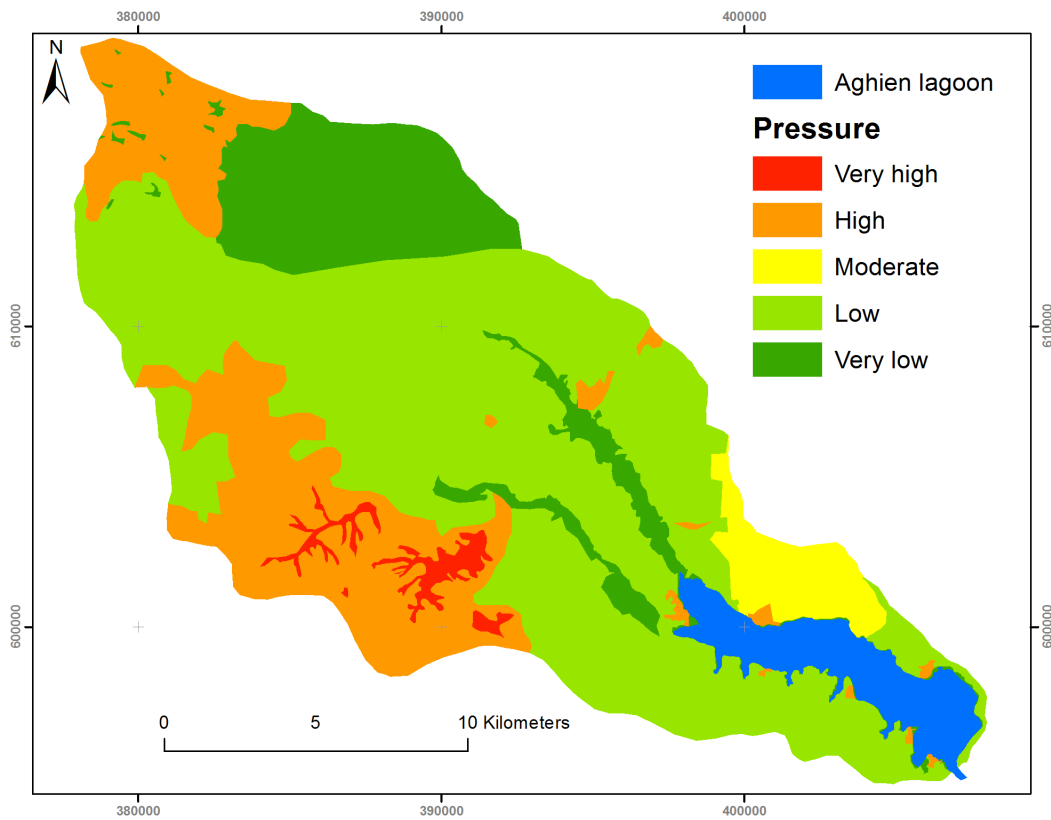 380000 390000 400000
N
Aghien lagoon
Pressure
Very high
High
Moderate
Low
Very low
610000 610000
600000 600000
0 5 10 Kilometers
380000 390000 400000